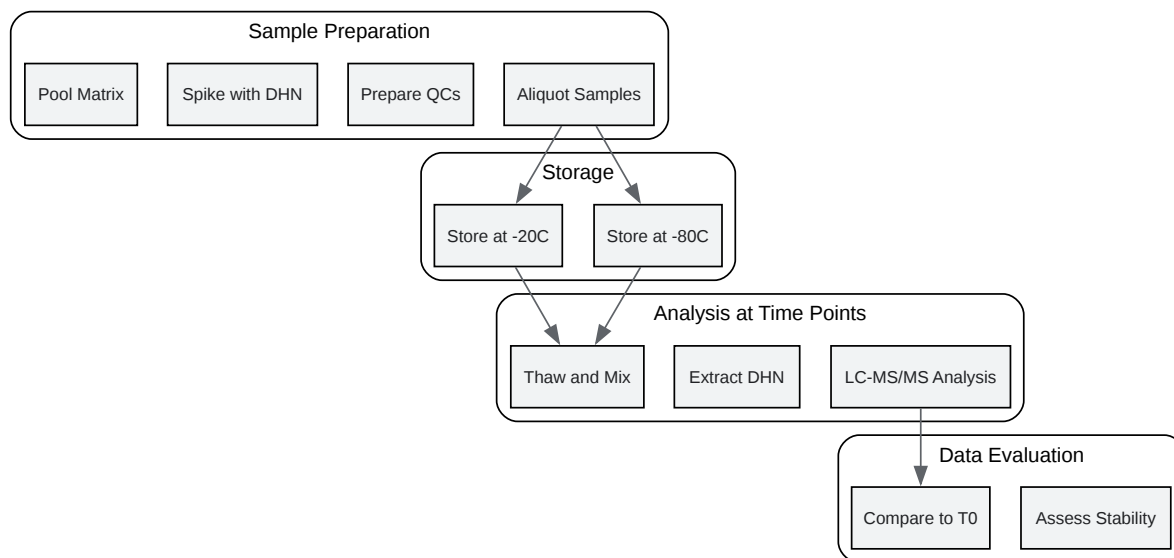 Sample Preparation
Pool Matrix
Spike with DHN
Prepare QCs
Aliquot Samples
Storage
Store at -20C
Store at -80C
Analysis at Time Points
Thaw and Mix
Extract DHN
LC-MS/MS Analysis
Data Evaluation
Compare to T0
Assess Stability